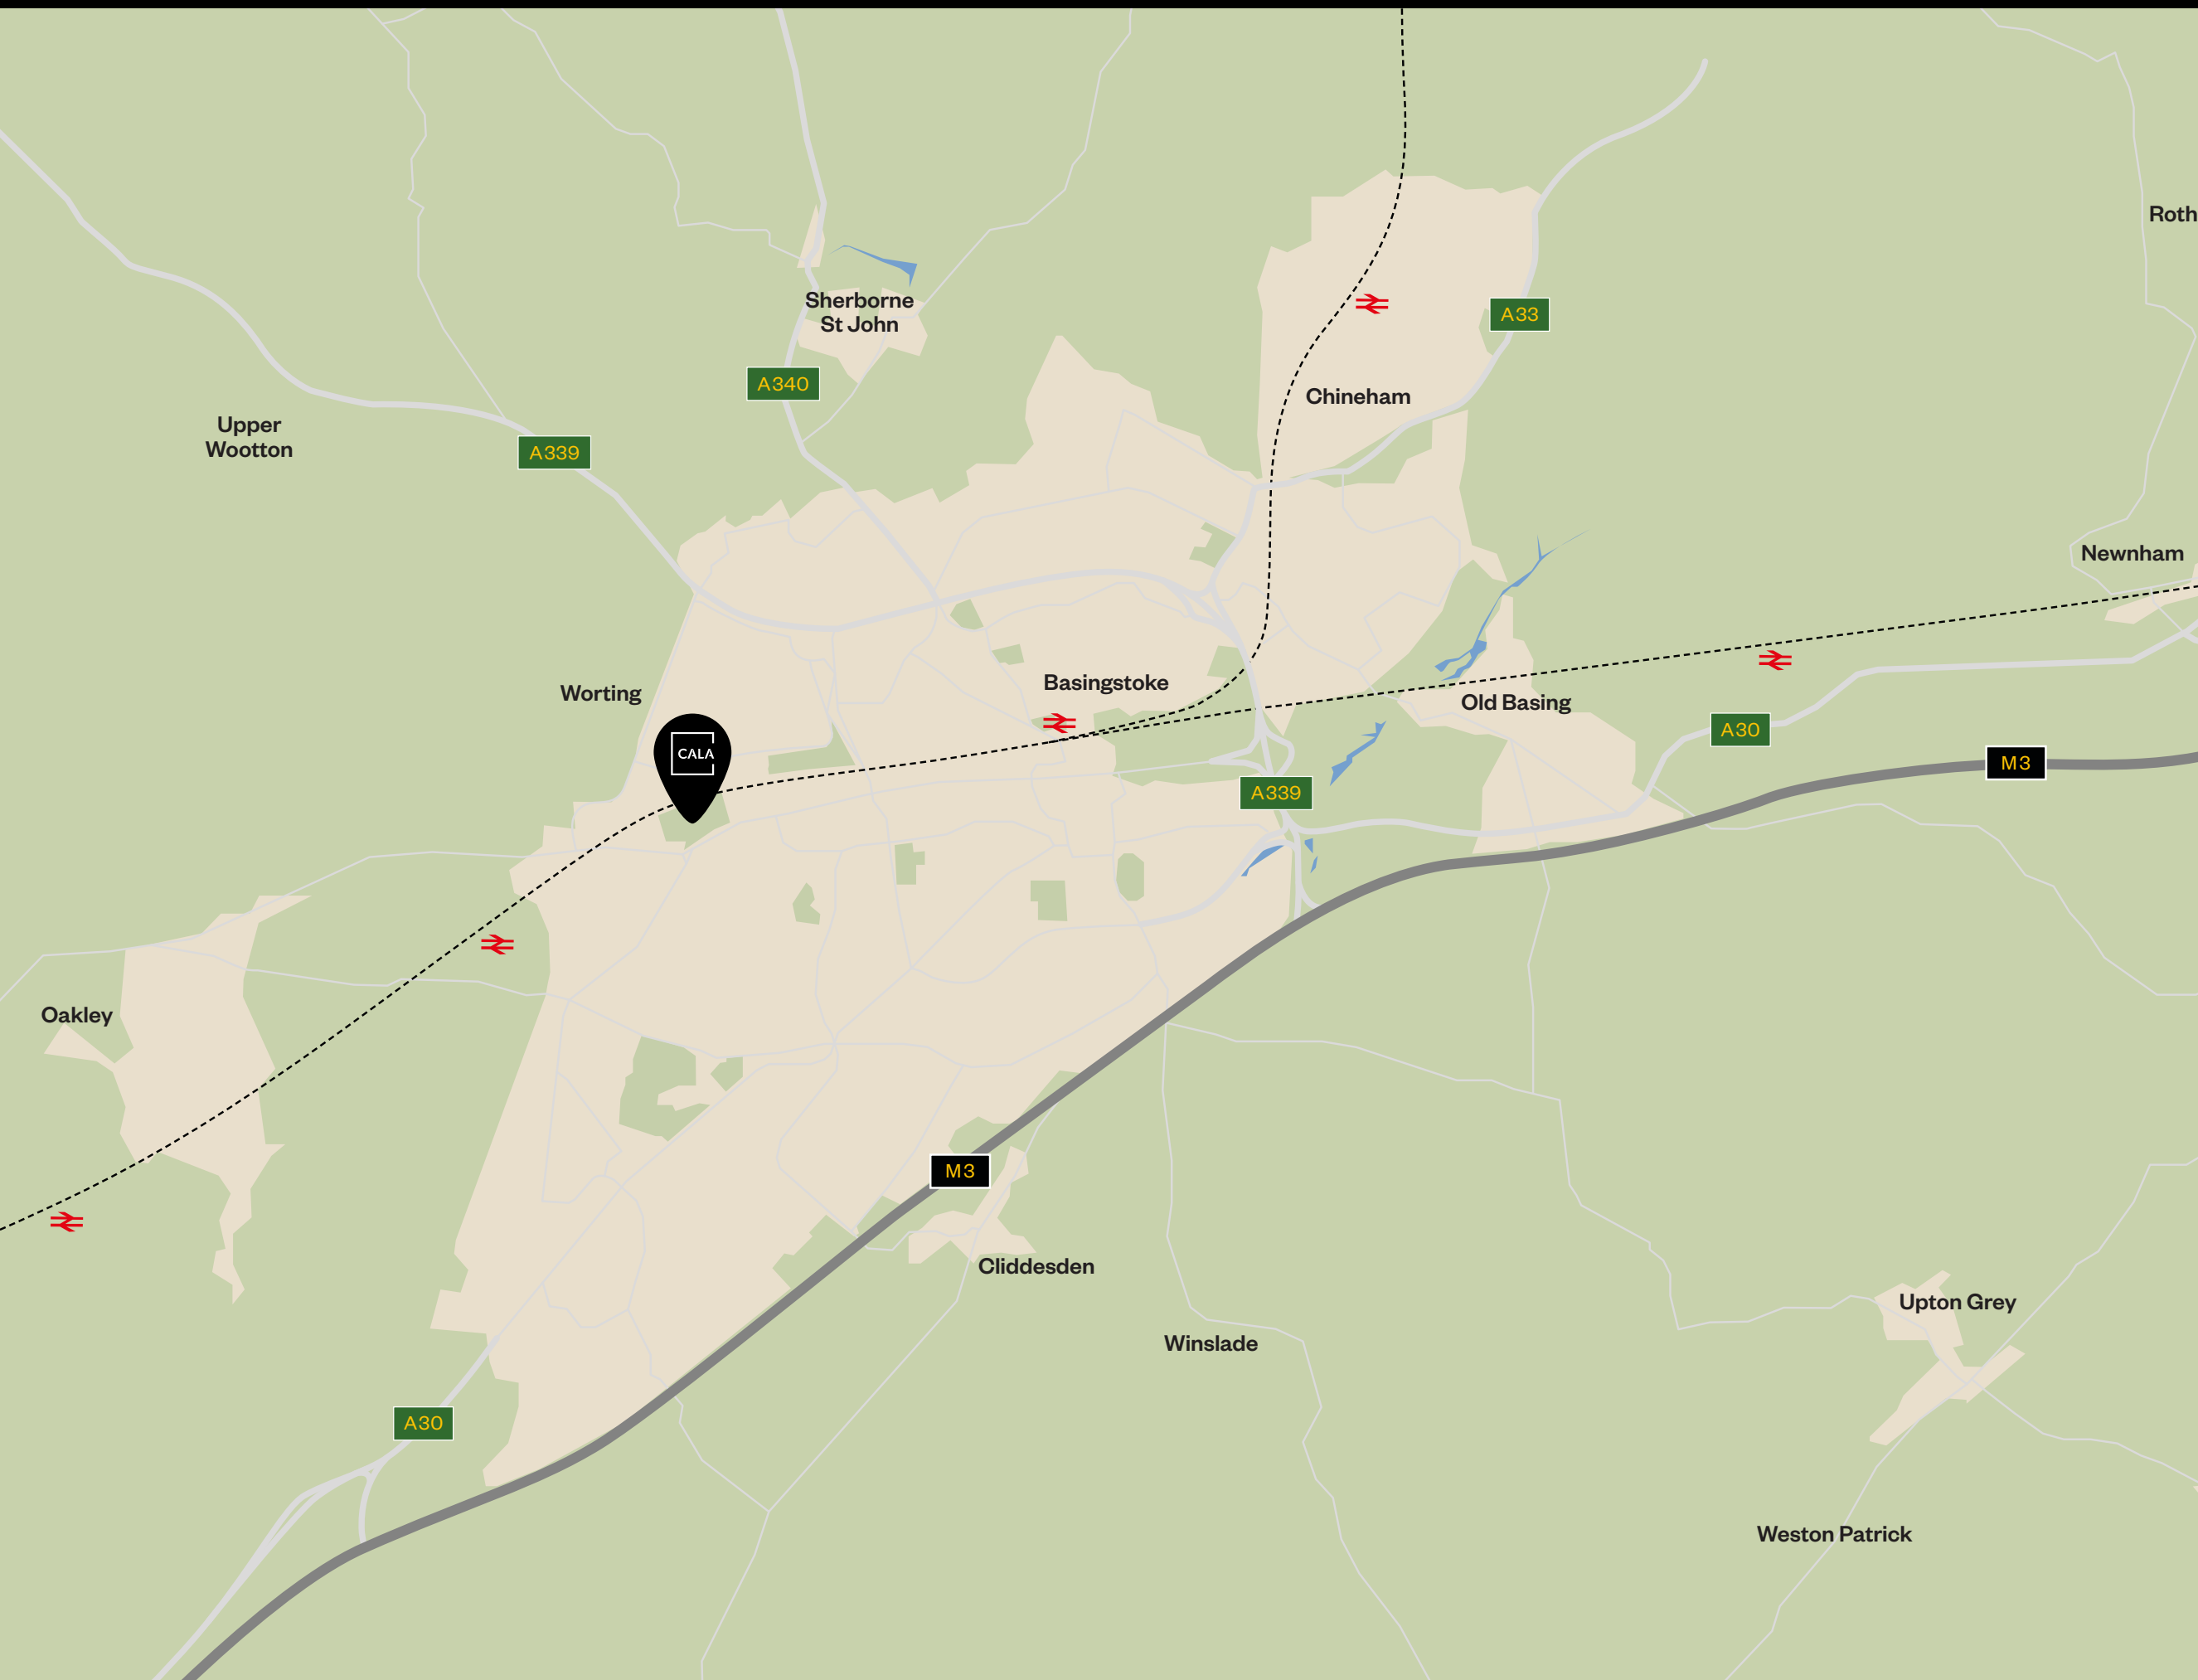 Roth
Sherborne
St John
A33
A340
Chineham
Upper
Wootton
A339
Newnham
Basingstoke
Worting
Old Basing
A30
CALA
M3
A339
Oakley
M3
Cliddesden
Upton Grey
Winslade
A30
Weston Patrick